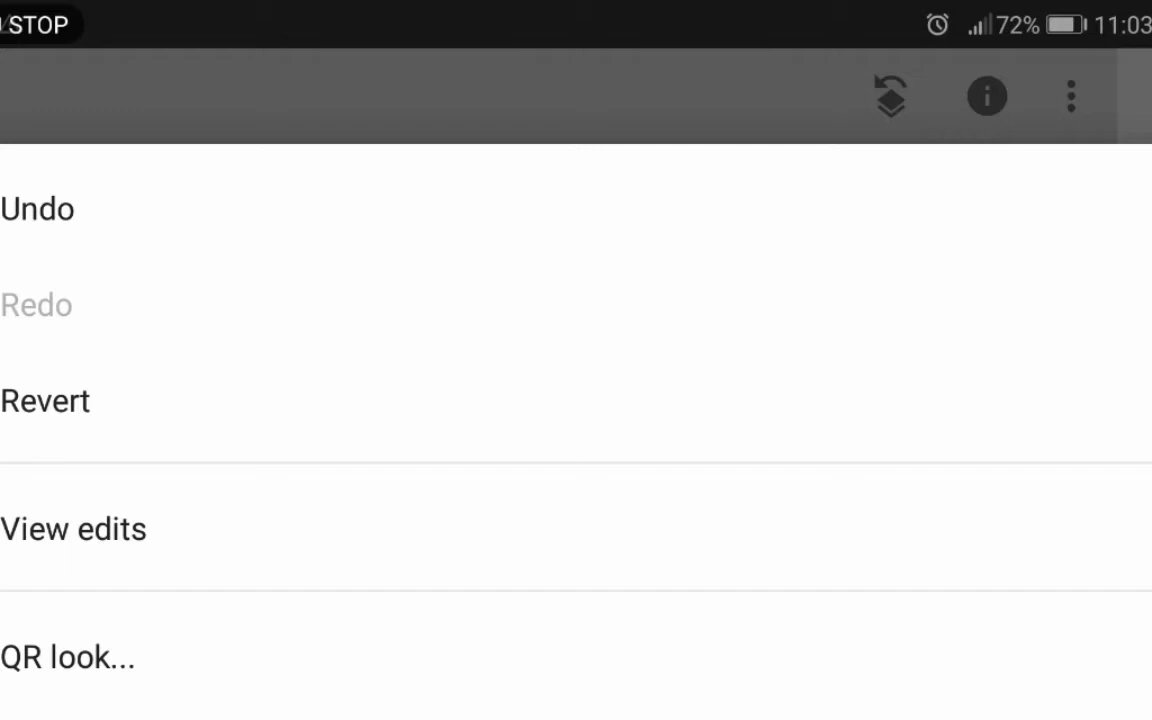 STOP
72%
11:03
Undo
Redo
Revert
View edits
QR look...